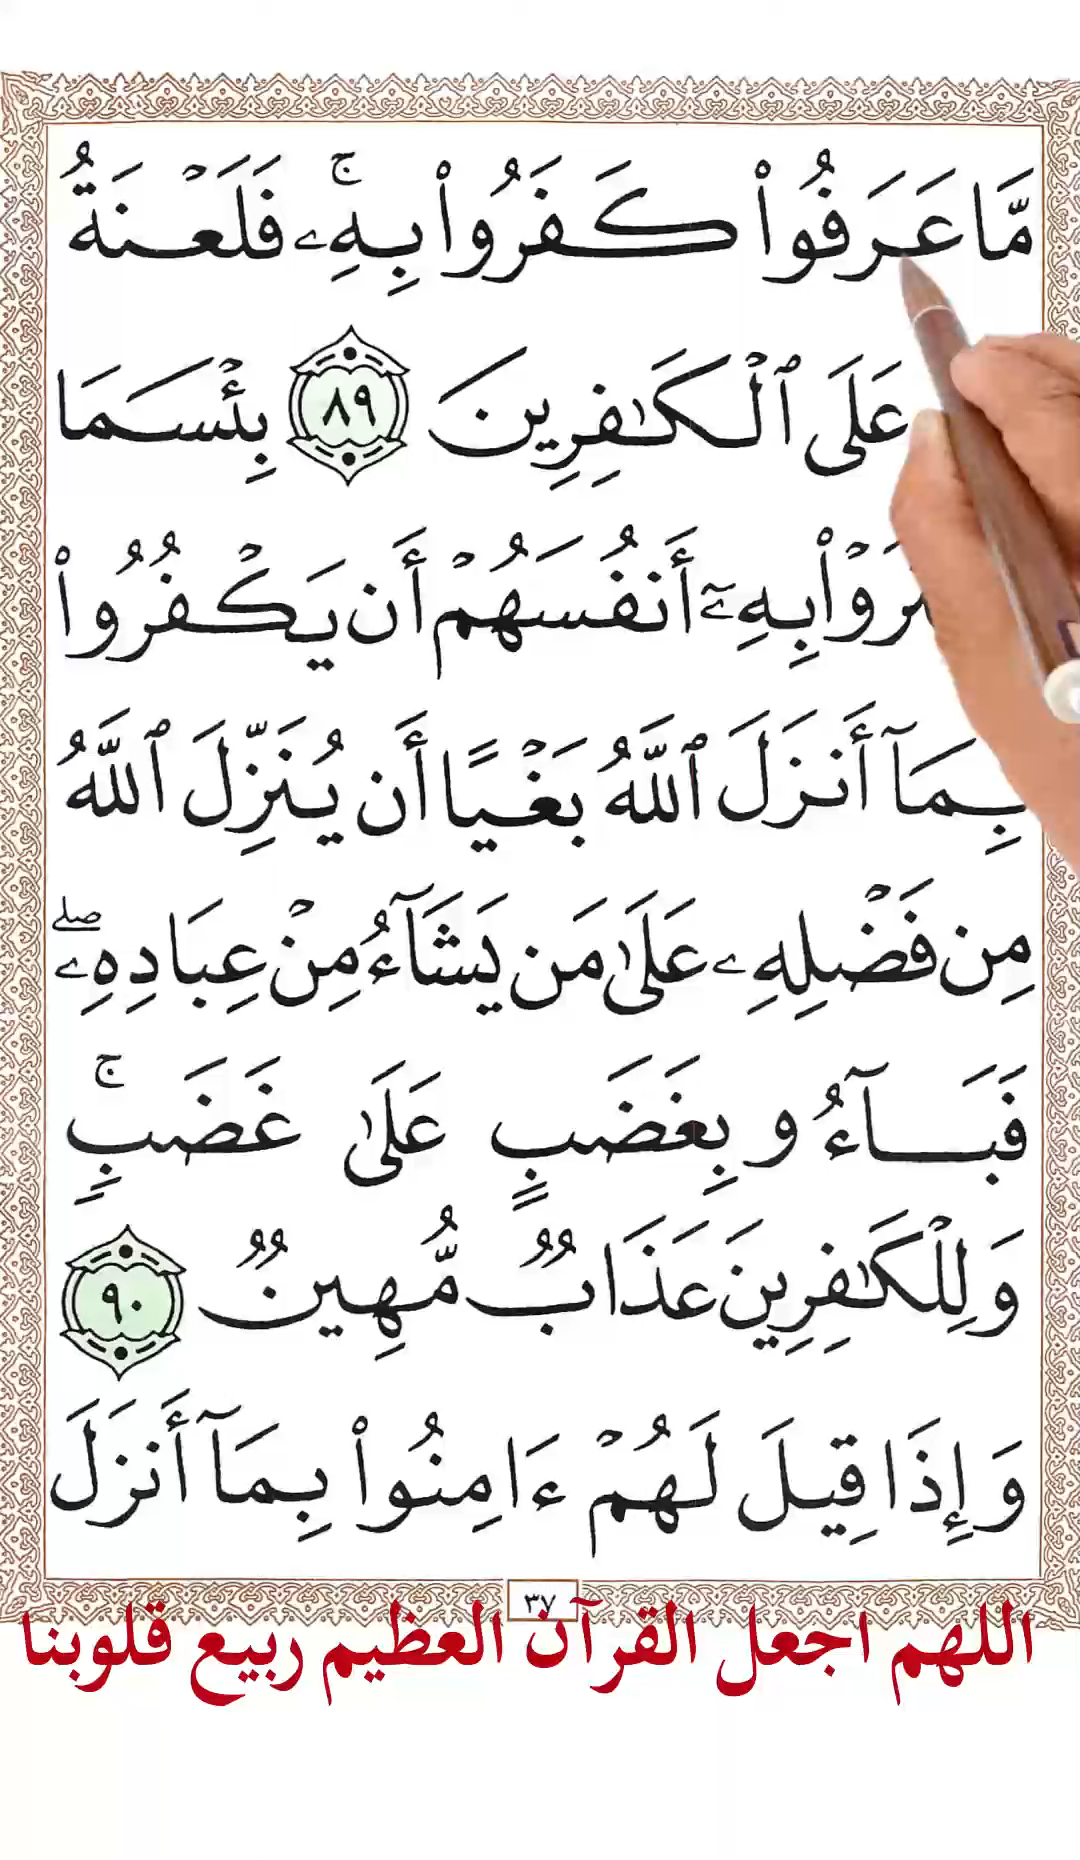 مَّا عَرَفُوا۟ كَفَرُوا۟ بِهِۦ ۚ فَلَعْنَةُ
عَلَى ٱلْكَـٰفِرِينَ ٨٩ بِئْسَمَا
بِهِۦٓ أَنفُسَهُمْ أَن يَكْفُرُوا۟
بِمَآ أَنزَلَ ٱللَّهُ بَغْيًا أَن يُنَزِّلَ ٱللَّهُ
مِن فَضْلِهِۦ عَلَىٰ مَن يَشَآءُ مِنْ عِبَادِهِۦ ۖ
فَبَآءُو بِغَضَبٍ عَلَىٰ غَضَبٍ ۚ
وَلِلْكَـٰفِرِينَ عَذَابٌ مُّهِينٌ ٩٠
وَإِذَا قِيلَ لَهُمْ ءَامِنُوا۟ بِمَآ أَنزَلَ
٣٧
اللهم اجعل القرآن العظيم ربيع قلوبنا